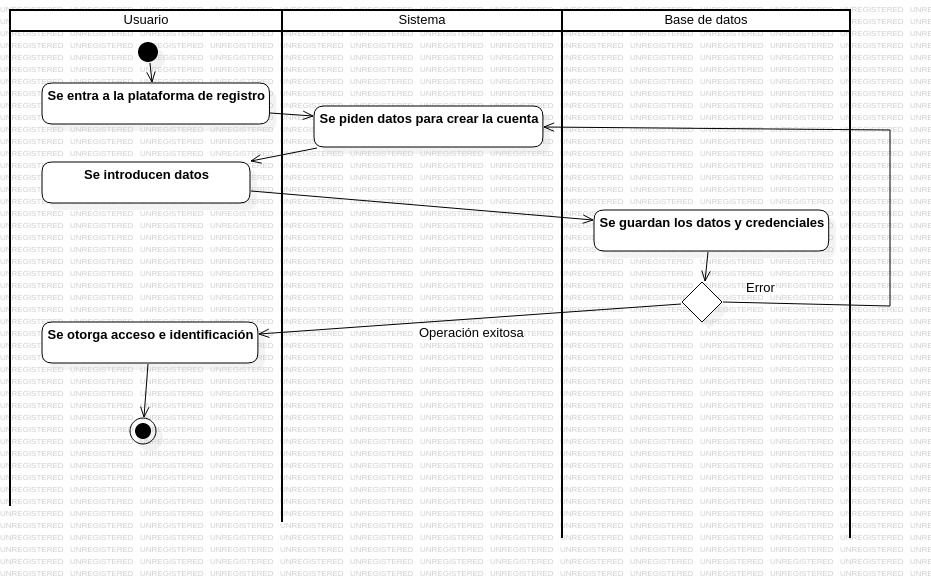 Usuario
Sistema
Base de datos
Se entra a la plataforma de registro
Se piden datos para crear la cuenta
Se introducen datos
Se guardan los datos y credenciales
Error
Operación exitosa
Se otorga acceso e identificación
UNREGISTERED